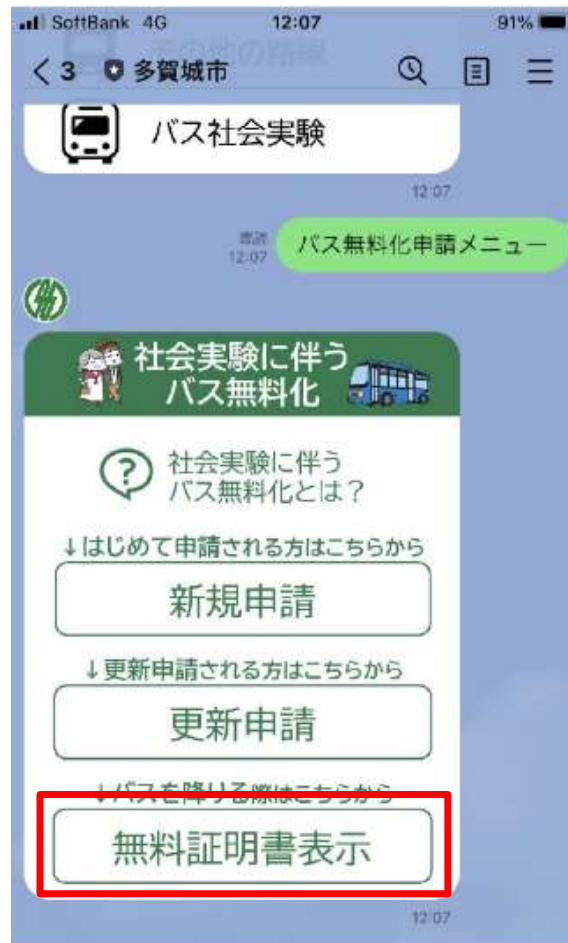 SoftBank 4G 12:07 91%
その他の路線
3 多賀城市
バス社会実験
12:07
既読
12:07
バス無料化申請メニュー
社会実験に伴う
バス無料化
社会実験に伴う
バス無料化とは?
↓はじめて申請される方はこちらから
新規申請
↓更新申請される方はこちらから
更新申請
↓バスを降りる際はこちらから
無料証明書表示
12:07